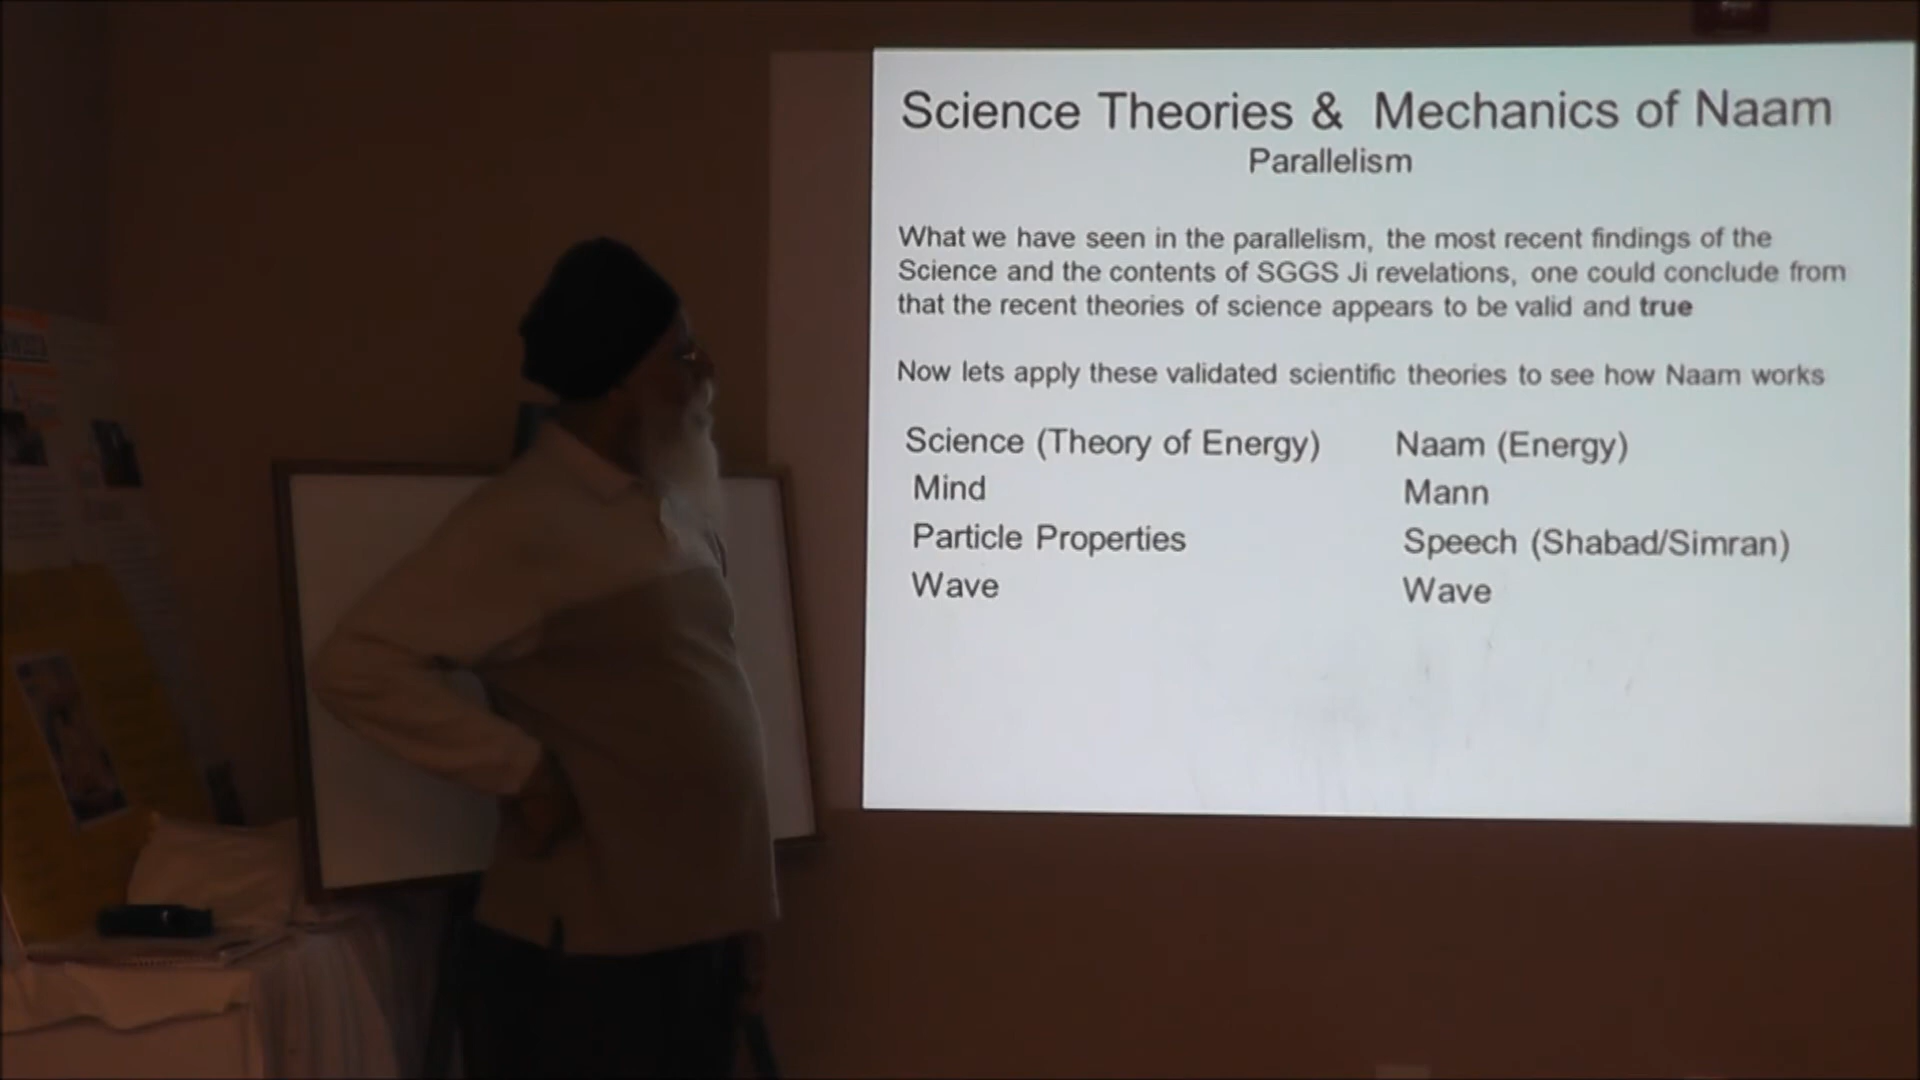 Science Theories & Mechanics of Naam
Parallelism
What we have seen in the parallelism, the most recent findings of the
Science and the contents of SGGS Ji revelations, one could conclude from
that the recent theories of science appears to be valid and true
Now lets apply these validated scientific theories to see how Naam works
Science (Theory of Energy) Naam (Energy)
Mind Mann
Particle Properties Speech (Shabad/Simran)
Wave Wave